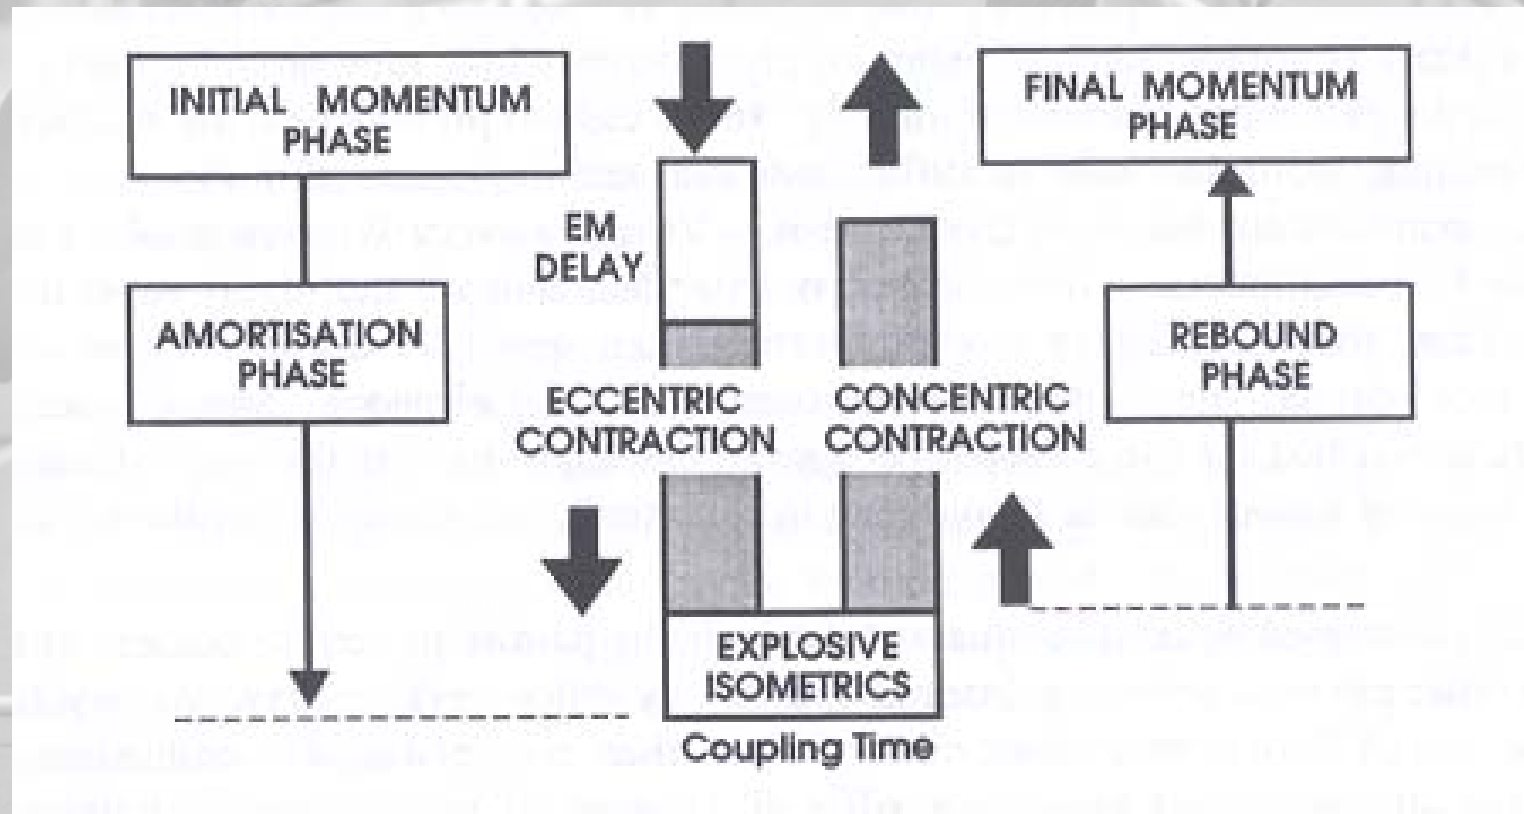 INITIAL MOMENTUM
PHASE
FINAL MOMENTUM
PHASE
EM
DELAY
AMORTISATION
PHASE
REBOUND
PHASE
ECCENTRIC
CONTRACTION
CONCENTRIC
CONTRACTION
EXPLOSIVE
ISOMETRICS
Coupling Time